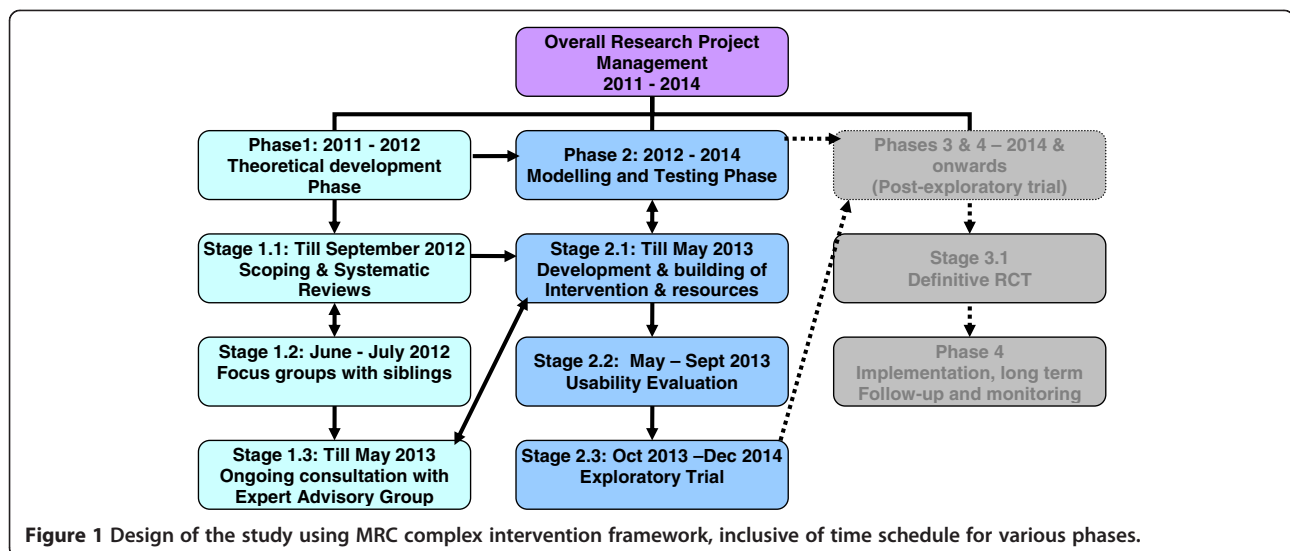 Overall Research Project
Management
2011 - 2014
Phase1: 2011 - 2012
Theoretical development
Phase
Phase 2: 2012 - 2014
Modelling and Testing Phase
Phases 3 & 4 – 2014 &
onwards
(Post-exploratory trial)
Stage 1.1: Till September 2012
Scoping & Systematic
Reviews
Stage 2.1: Till May 2013
Development & building of
Intervention & resources
Stage 3.1
Definitive RCT
Stage 1.2: June - July 2012
Focus groups with siblings
Stage 2.2: May – Sept 2013
Usability Evaluation
Phase 4
Implementation, long term
Follow-up and monitoring
Stage 1.3: Till May 2013
Ongoing consultation with
Expert Advisory Group
Stage 2.3: Oct 2013 –Dec 2014
Exploratory Trial
Figure 1 Design of the study using MRC complex intervention framework, inclusive of time schedule for various phases.